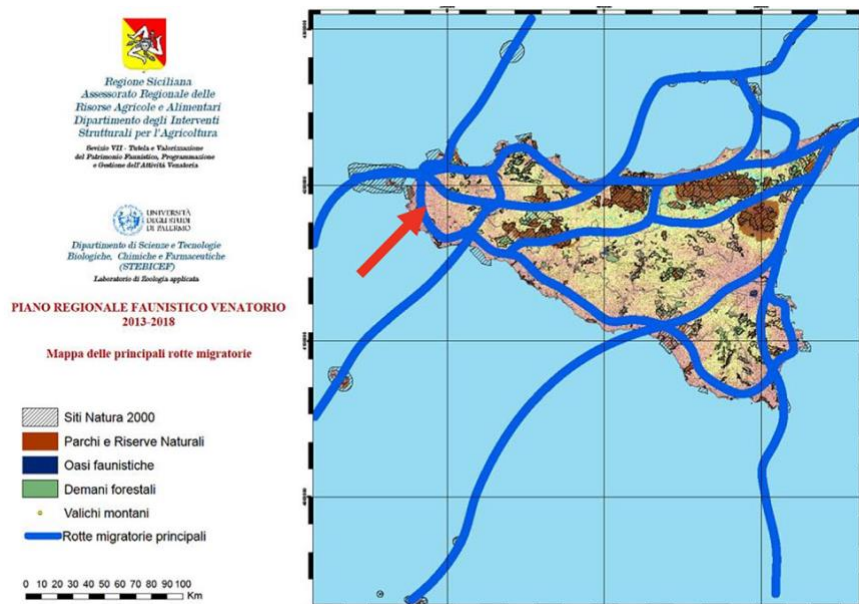 Regione Siciliana
Assessorato Regionale delle
Risorse Agricole e Alimentari
Dipartimento degli Interventi
Strutturali per l'Agricoltura
Sevizio VII - Tutela e Valorizzazione
del Patrimonio Faunistico, Programmazione
e Gestione dell'Attività Venatoria
UNIVERSITÀ
DEGLI STUDI
DI PALERMO
Dipartimento di Scienze e Tecnologie
Biologiche, Chimiche e Farmaceutiche
(STEBICEF)
Laboratorio di Zoologia applicata
PIANO REGIONALE FAUNISTICO VENATORIO
2013-2018
Mappa delle principali rotte migratorie
Siti Natura 2000
Parchi e Riserve Naturali
Oasi faunistiche
Demani forestali
Valichi montani
Rotte migratorie principali
0 10 20 30 40 50 60 70 80 90 100
Km